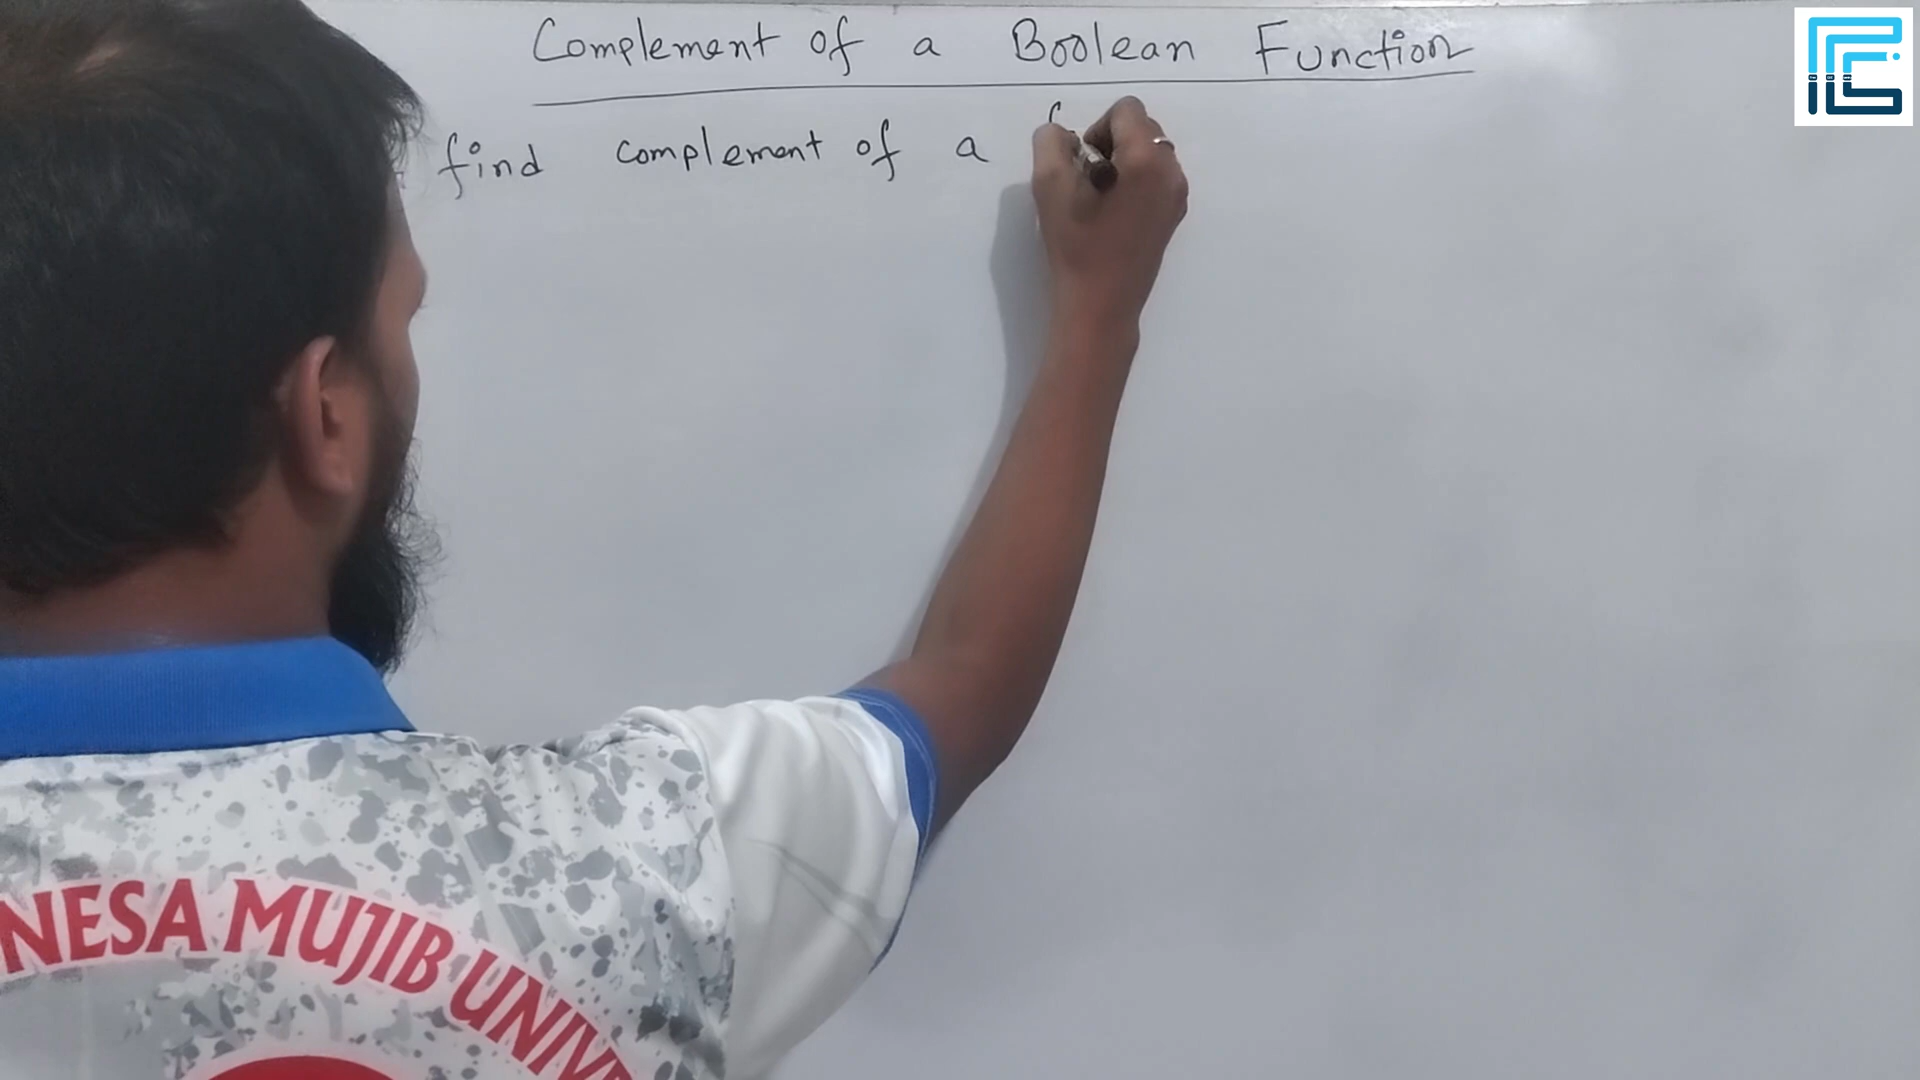 Complement of a Boolean Function
find complement of a
NESA MUJIB UNIV